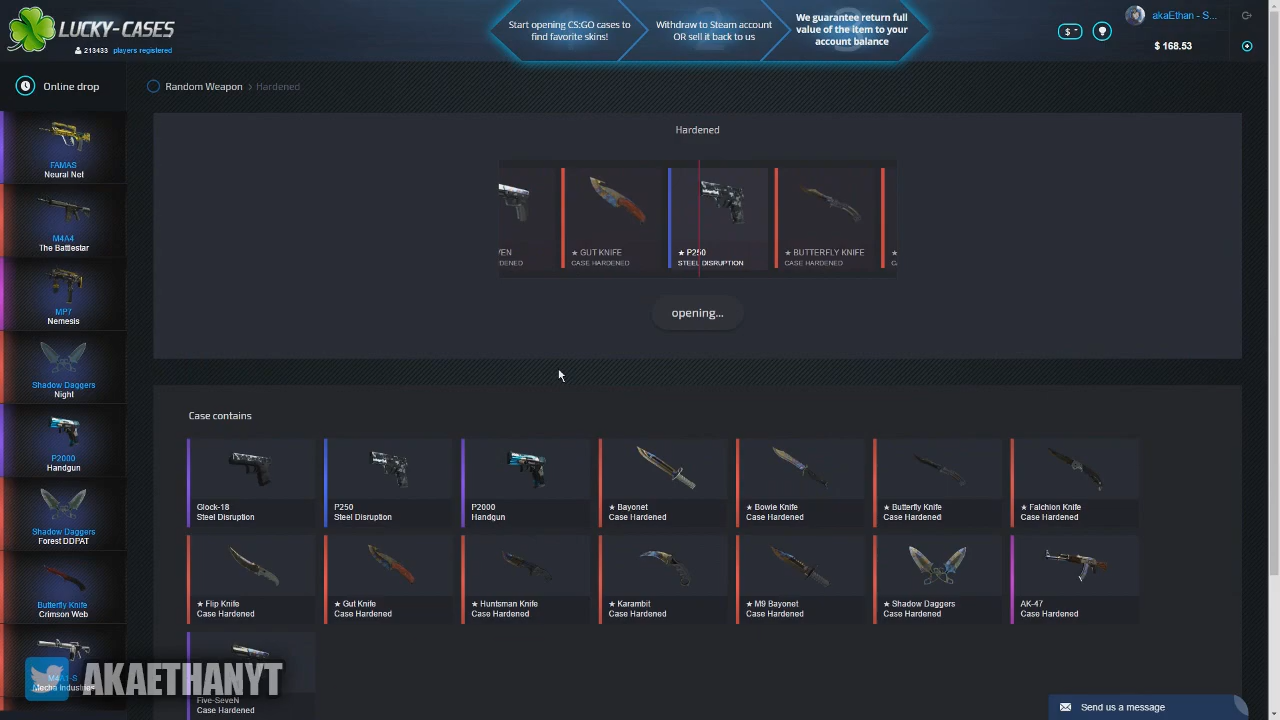 LUCKY-CASES
213433 players registered
Start opening CS:GO cases to
find favorite skins!
Withdraw to Steam account
OR sell it back to us
We guarantee return full
value of the item to your
account balance
$
akaEthan - S...
$ 168.53
Online drop
Random Weapon > Hardened
FAMAS
Neural Net
M4A4
The Battlestar
MP7
Nemesis
Shadow Daggers
Night
P2000
Handgun
Shadow Daggers
Forest DDPAT
Butterfly Knife
Crimson Web
M4A1-S
Mecha Industries
Hardened
VEN
DENED
★ GUT KNIFE
CASE HARDENED
★ P250
STEEL DISRUPTION
★ BUTTERFLY KNIFE
CASE HARDENED
★
opening...
Case contains
Glock-18
Steel Disruption
P250
Steel Disruption
P2000
Handgun
★ Bayonet
Case Hardened
★ Bowie Knife
Case Hardened
★ Butterfly Knife
Case Hardened
★ Falchion Knife
Case Hardened
★ Flip Knife
Case Hardened
★ Gut Knife
Case Hardened
★ Huntsman Knife
Case Hardened
★ Karambit
Case Hardened
★ M9 Bayonet
Case Hardened
★ Shadow Daggers
Case Hardened
AK-47
Case Hardened
Five-SeveN
Case Hardened
AKAETHANYT
Send us a message